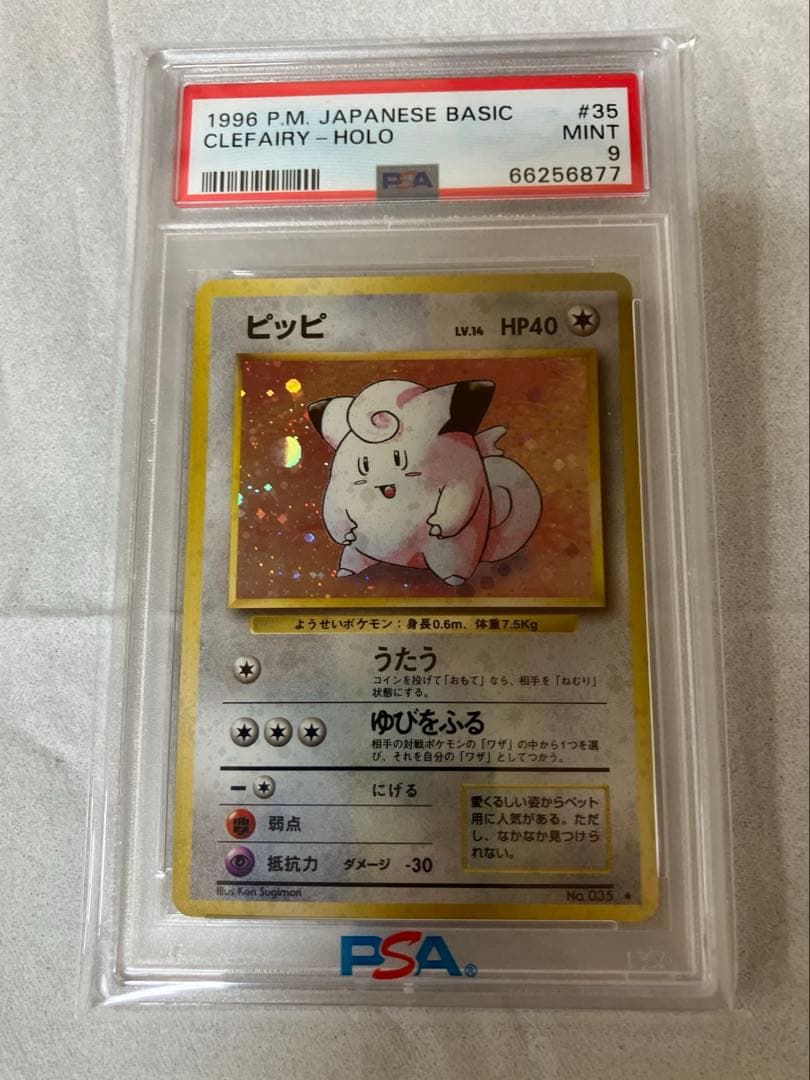 1996 P.M. JAPANESE BASIC #35
CLEFAIRY - HOLO MINT
9
PSA 66256877
ピッピ LV.14 HP40
ようせいポケモン：身長0.6m、体重7.5Kg
うたう
コインを投げて「おもて」なら、相手を「ねむり」
状態にする。
ゆびをふる
相手の対戦ポケモンの「ワザ」の中から1つを選
び、それを自分の「ワザ」としてつかう。
にげる
弱点
抵抗力 ダメージ -30
愛くるしい姿からペット
用に人気がある。ただ
し、なかなか見つけら
れない。
Illus. Ken Sugimori No.035 ★
PSA®